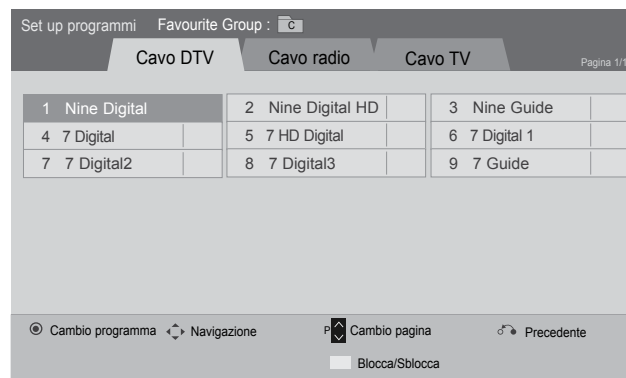 Set up programmi Favourite Group : C
Cavo DTV Cavo radio Cavo TV Pagina 1/1
1 Nine Digital 2 Nine Digital HD 3 Nine Guide
4 7 Digital 5 7 HD Digital 6 7 Digital 1
7 7 Digital2 8 7 Digital3 9 7 Guide
Cambio programma Navigazione P Cambio pagina Precedente
Blocca/Sblocca